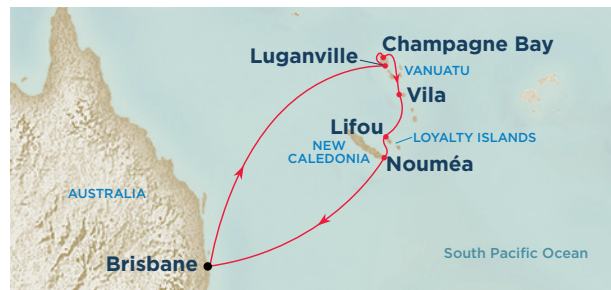 Champagne Bay
Luganville
VANUATU
Vila
Lifou
LOYALTY ISLANDS
NEW
CALEDONIA
Nouméa
AUSTRALIA
South Pacific Ocean
Brisbane